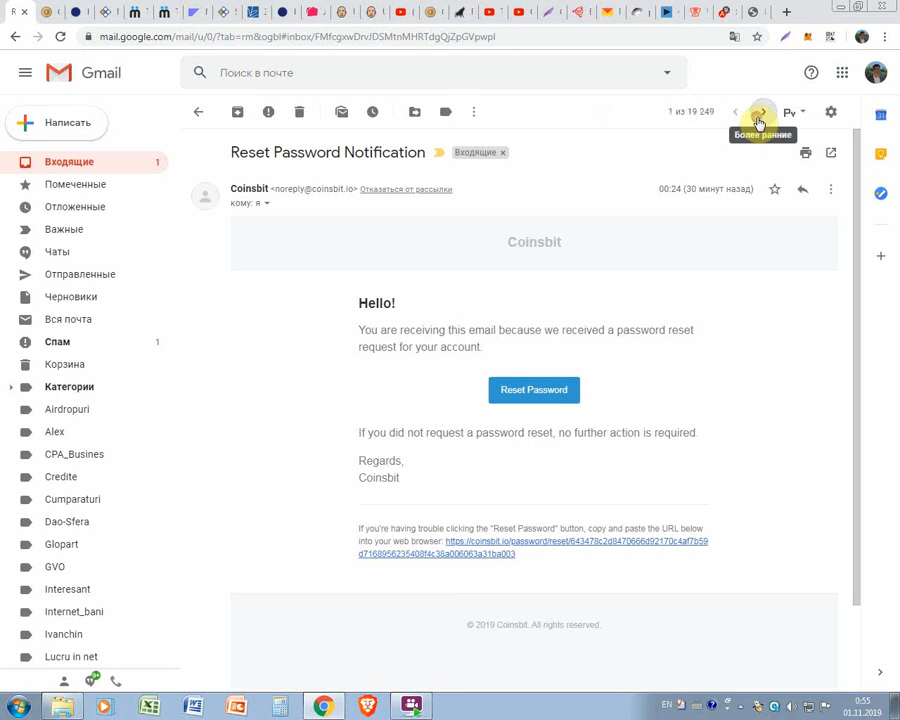 mail.google.com/mail/u/0/?tab=rm&ogbl#inbox/FMfcgxwDrvJDSMtnMHRTdgQjZpGVpwpl
Gmail
Поиск в почте
Написать
1 из 19 249
Ру
Более ранние
Входящие
1
Помеченные
Отложенные
Важные
Чаты
Отправленные
Черновики
Вся почта
Спам
1
Корзина
Категории
Airdropuri
Alex
CPA_Busines
Credite
Cumparaturi
Dao-Sfera
Glopart
GVO
Interesant
Internet_bani
Ivanchin
Lucru in net
Reset Password Notification
Входящие ×
Coinsbit <noreply@coinsbit.io> Отказаться от рассылки
00:24 (30 минут назад)
кому: я
Coinsbit
Hello!
You are receiving this email because we received a password reset
request for your account.
Reset Password
If you did not request a password reset, no further action is required.
Regards,
Coinsbit
If you're having trouble clicking the "Reset Password" button, copy and paste the URL below
into your web browser: https://coinsbit.io/password/reset/643478c2d8470666d92170c4af7b59
d7168956235408f4c38a006063a31ba003
© 2019 Coinsbit. All rights reserved.
EN
0:55
01.11.2019